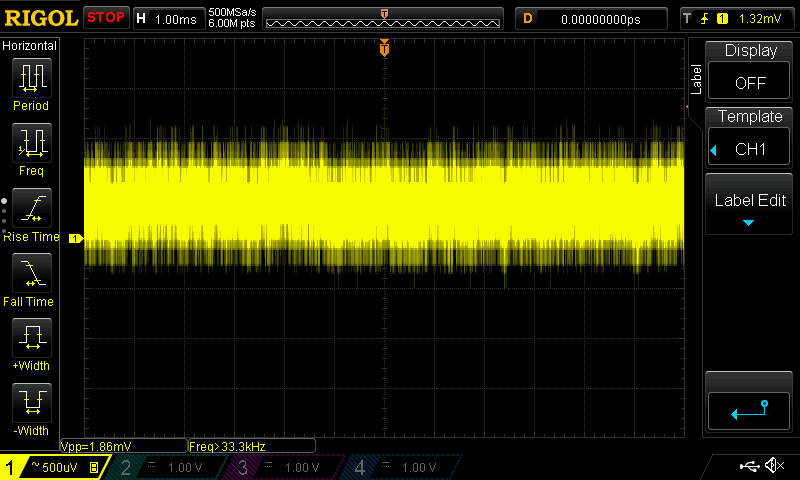 RIGOL STOP H 1.00ms 500MSa/s 6.00M pts T D 0.00000000ps T 1 1.32mV
Horizontal
Period
Freq
Rise Time
Fall Time
+Width
-Width
T
1
Label
Display
OFF
Template
CH1
Label Edit
Vpp=1.86mV Freq>33.3kHz
1 ~ 500uV B 2 1.00 V 3 1.00 V 4 1.00 V